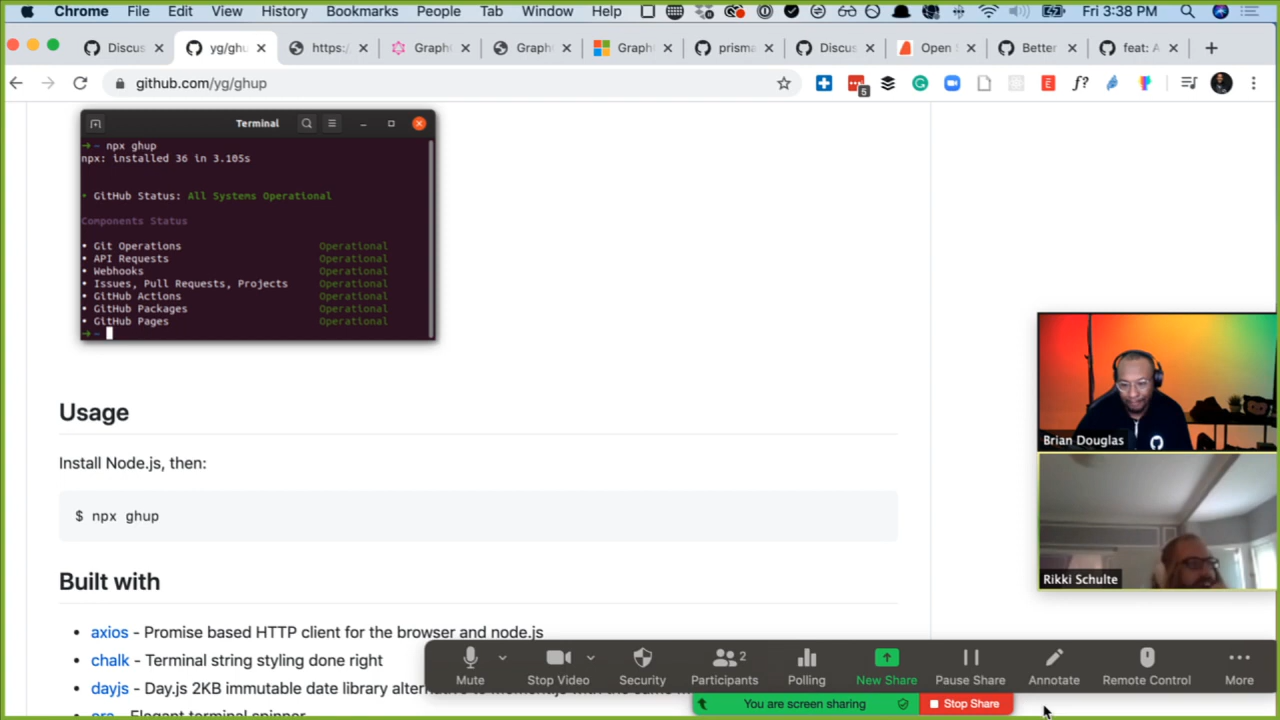 Chrome File Edit View History Bookmarks People Tab Window Help Fri 3:38 PM
Discus yg/ghu https:/ Graph Graph Graph prisma Discus Open S Better feat: A
github.com/yg/ghup
5
Terminal
npx ghup
npx: installed 36 in 3.105s
• GitHub Status: All Systems Operational
Components Status
• Git Operations Operational
• API Requests Operational
• Webhooks Operational
• Issues, Pull Requests, Projects Operational
• GitHub Actions Operational
• GitHub Packages Operational
• GitHub Pages Operational
Usage
Install Node.js, then:
$ npx ghup
Built with
• axios - Promise based HTTP client for the browser and node.js
• chalk - Terminal string styling done right
• dayjs - Day.js 2KB immutable date library
Elegant terminal spinner
Brian Douglas
Rikki Schulte
Mute Stop Video Security Participants 2 Polling New Share Pause Share Annotate Remote Control More
You are screen sharing Stop Share